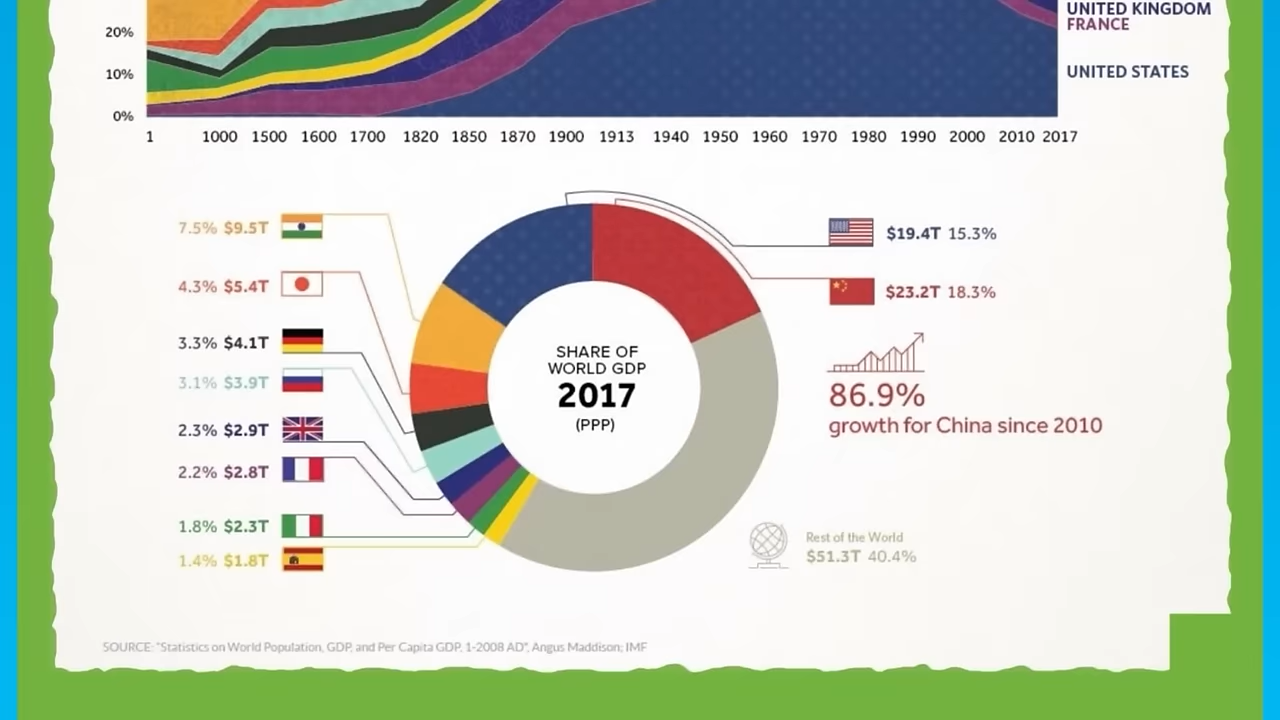 UNITED KINGDOM
20%
FRANCE
10%
UNITED STATES
0%
1 1000 1500 1600 1700 1820 1850 1870 1900 1913 1940 1950 1960 1970 1980 1990 2000 2010 2017
7.5% $9.5T
4.3% $5.4T
3.3% $4.1T
3.1% $3.9T
2.3% $2.9T
2.2% $2.8T
1.8% $2.3T
1.4% $1.8T
SHARE OF
WORLD GDP
2017
(PPP)
$19.4T 15.3%
$23.2T 18.3%
86.9%
growth for China since 2010
Rest of the World
$51.3T 40.4%
SOURCE: "Statistics on World Population, GDP, and Per Capita GDP, 1-2008 AD", Angus Maddison; IMF